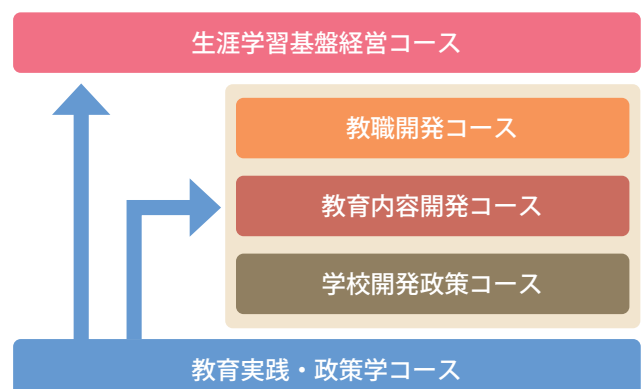 生涯学習基盤経営コース
教職開発コース
教育内容開発コース
学校開発政策コース
教育実践・政策学コース